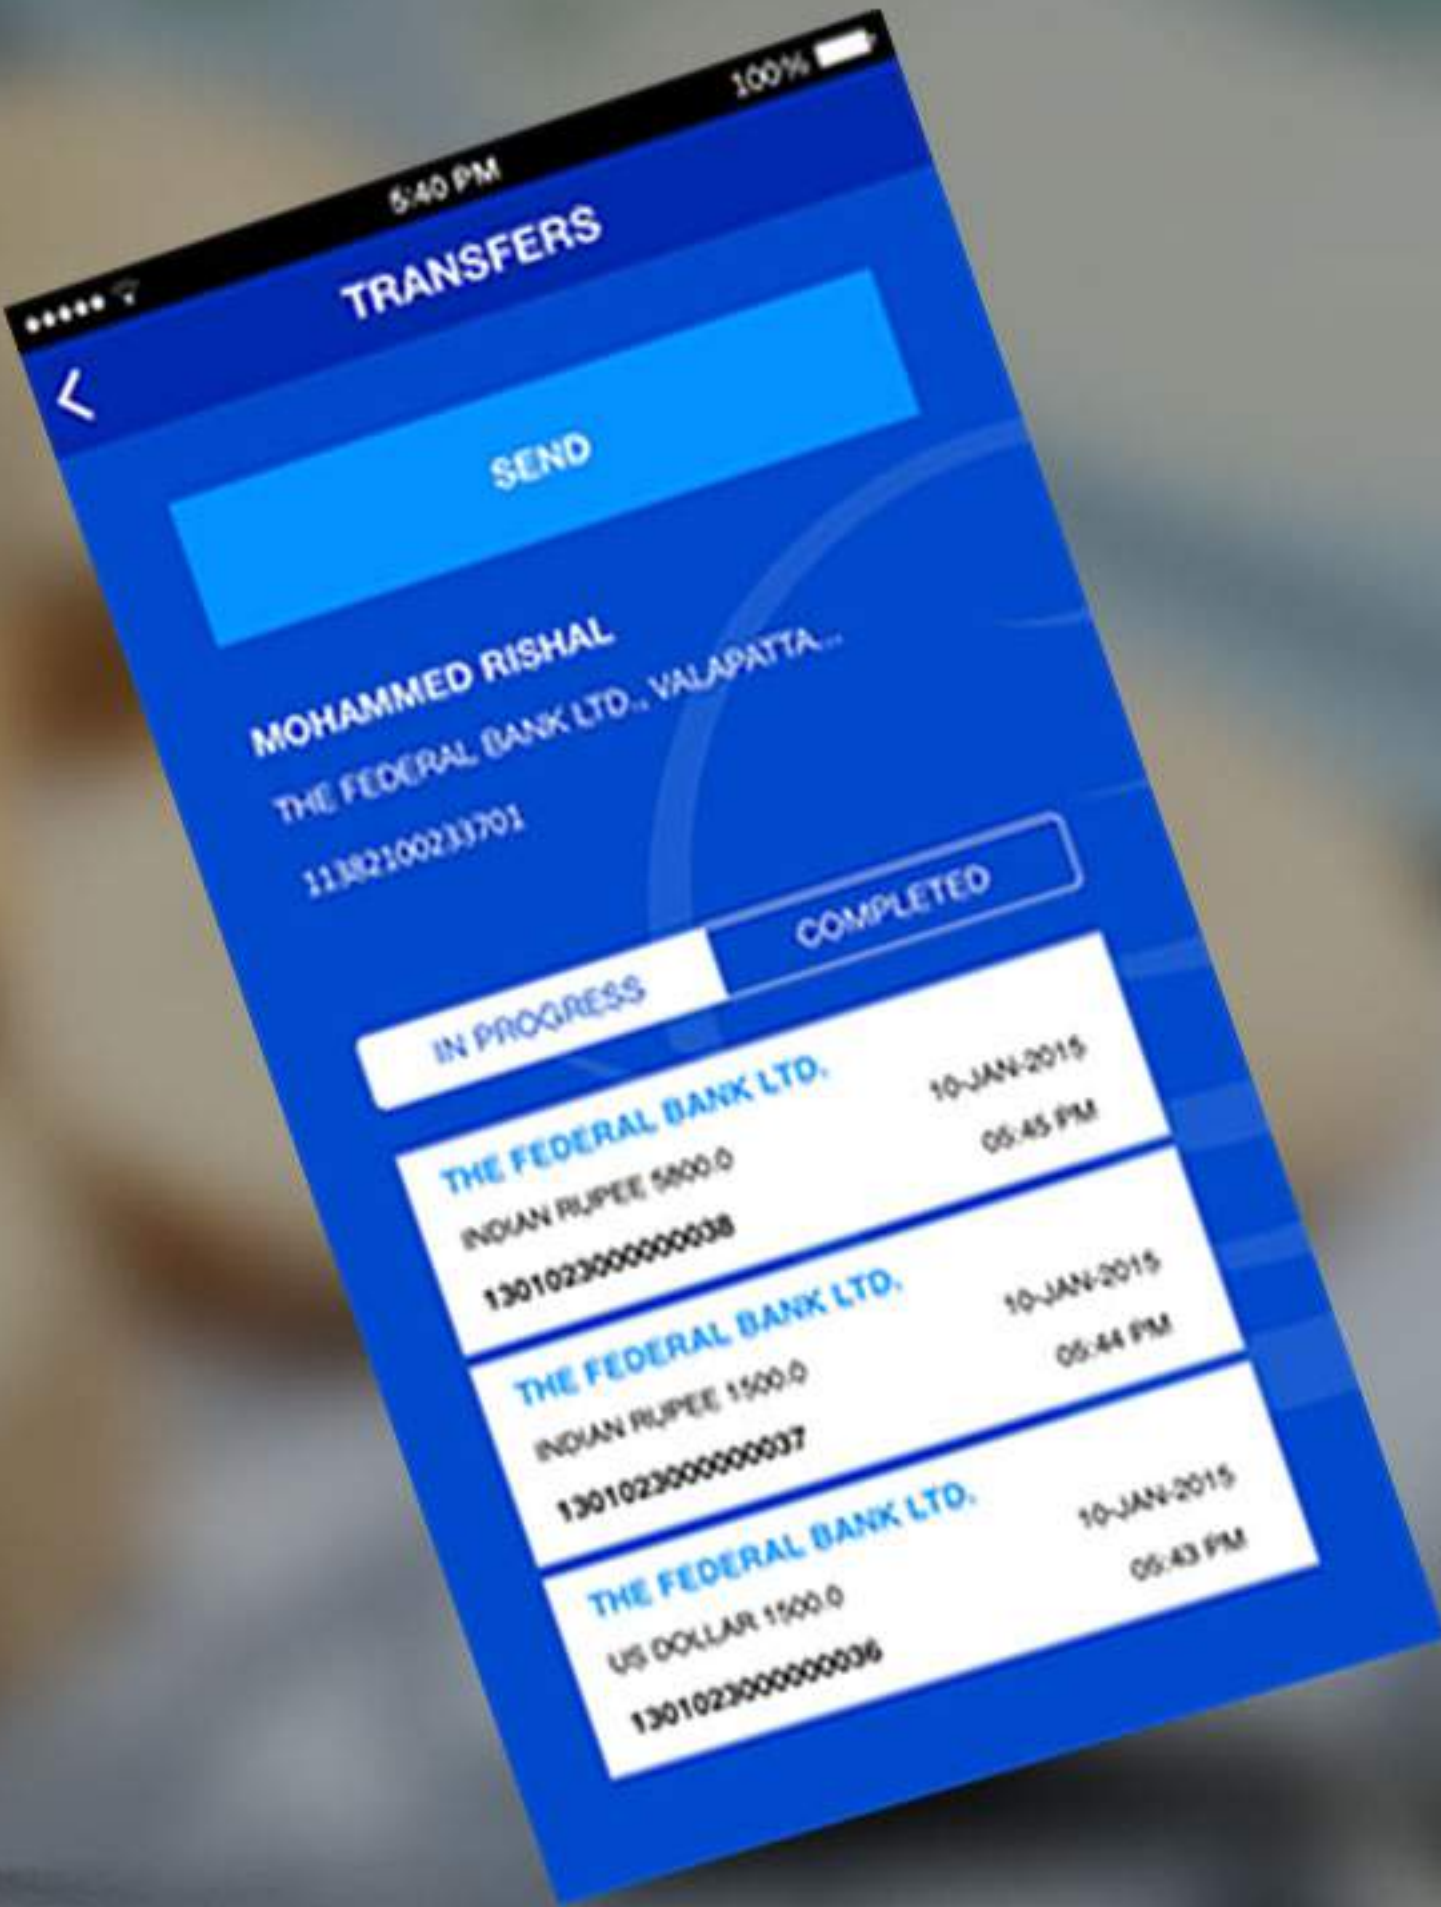 100%
5:40 PM
TRANSFERS
SEND
MOHAMMED RISHAL
THE FEDERAL BANK LTD., VALAPATTA...
11382100233701
IN PROGRESS
COMPLETED
THE FEDERAL BANK LTD.
10-JAN-2015
INDIAN RUPEE 5800.0
05:45 PM
1301023000000038
THE FEDERAL BANK LTD.
10-JAN-2015
INDIAN RUPEE 1500.0
05:44 PM
1301023000000037
THE FEDERAL BANK LTD.
10-JAN-2015
US DOLLAR 1500.0
05:43 PM
1301023000000036